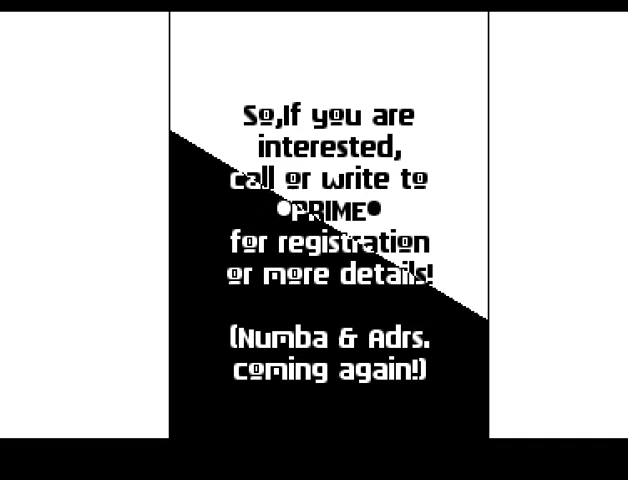 So,If you are
interested,
call or write to
•PRIME•
for registration
or more details!
(Numba & Adrs.
coming again!)